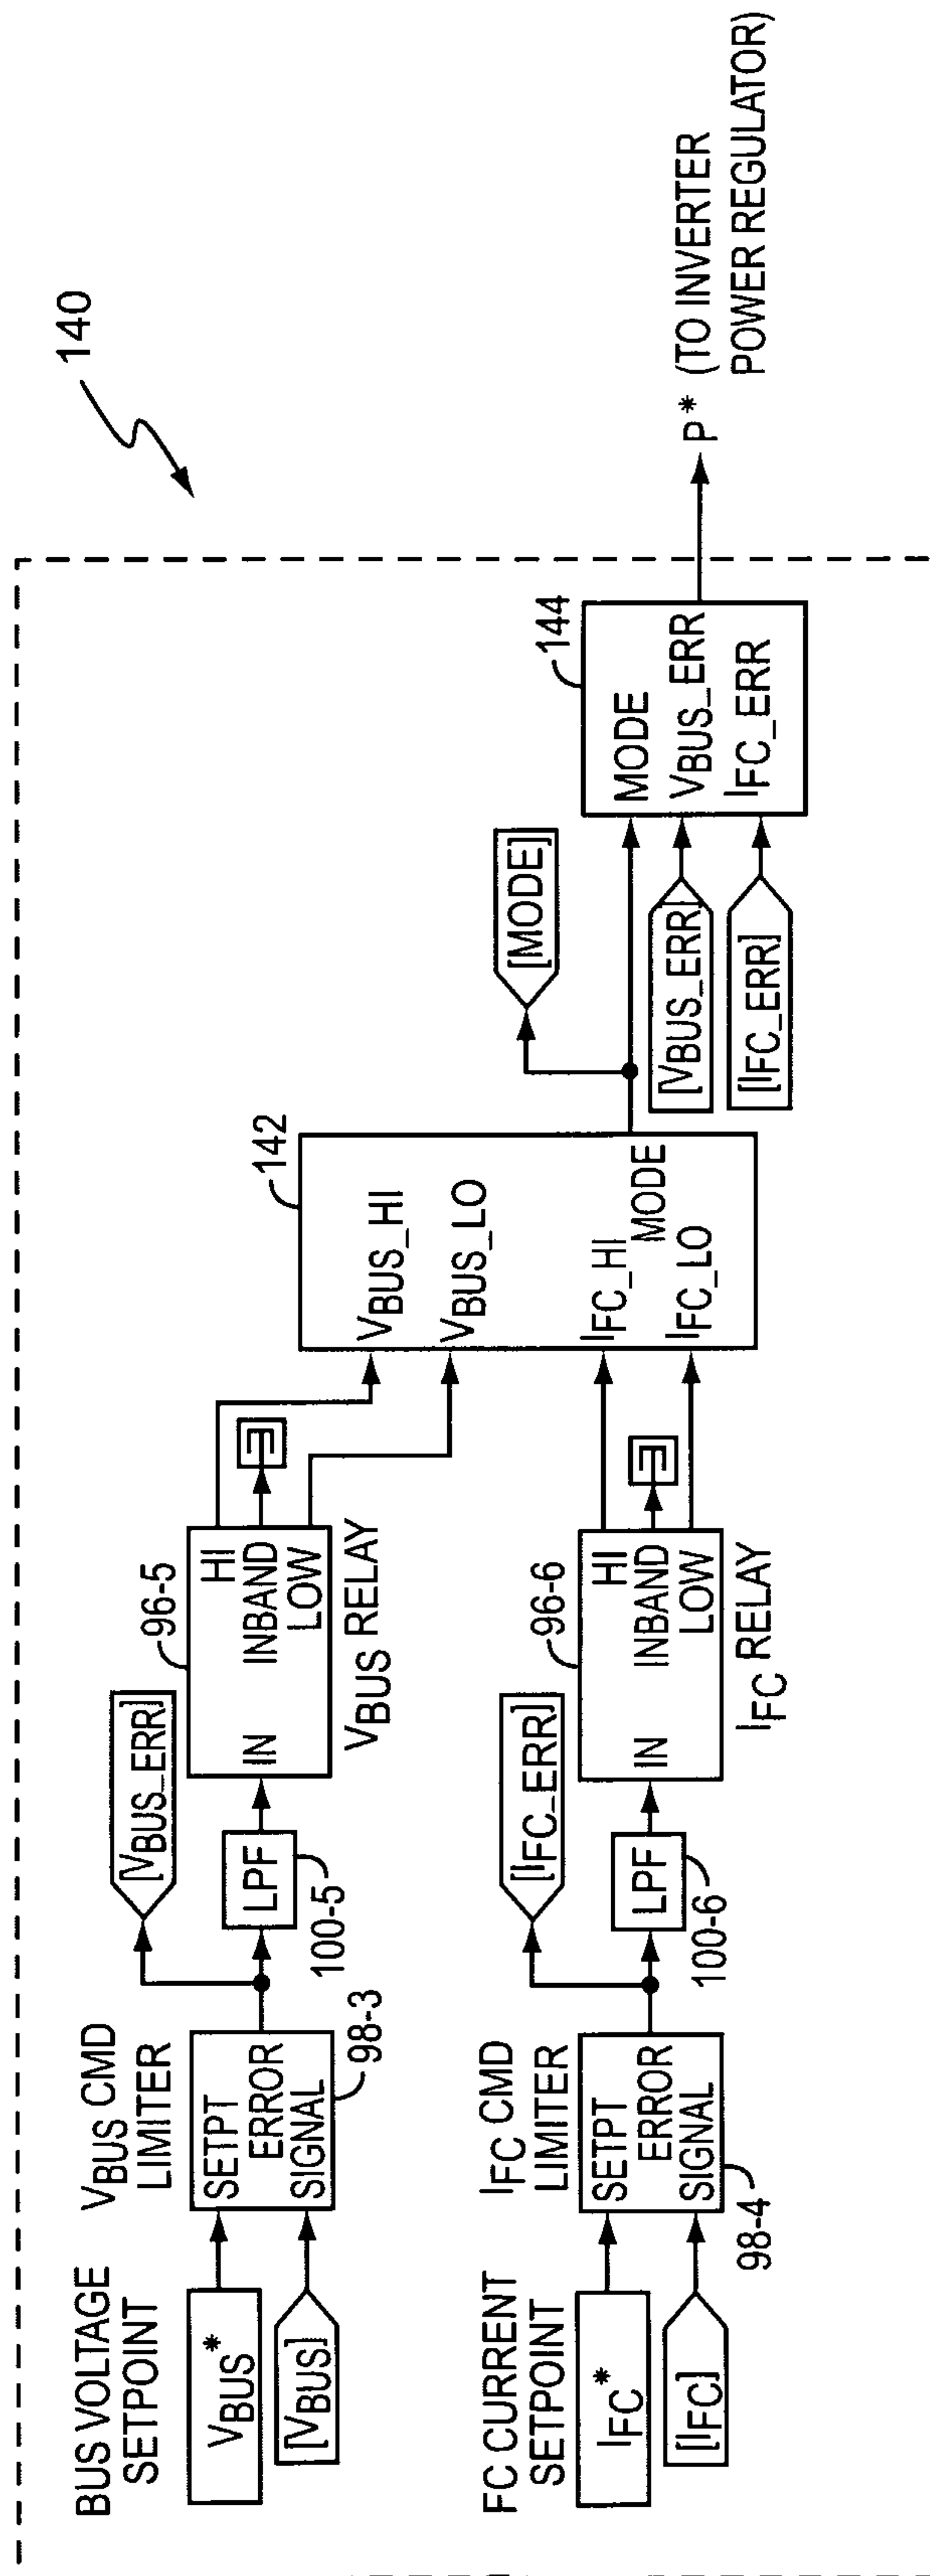 140
BUS VOLTAGE
SETPOINT
VBUS*
[VBUS]
VBUS CMD
LIMITER
SETPT
ERROR
SIGNAL
98-3
[VBUS_ERR]
LPF
100-5
96-5
IN
HI
INBAND
LOW
VBUS RELAY
FC CURRENT
SETPOINT
IFC*
[IFC]
IFC CMD
LIMITER
SETPT
ERROR
SIGNAL
98-4
[IFC_ERR]
LPF
100-6
96-6
IN
HI
INBAND
LOW
IFC RELAY
142
VBUS_HI
VBUS_LO
IFC_HI
MODE
IFC_LO
[MODE]
[VBUS_ERR]
[IFC_ERR]
144
MODE
VBUS_ERR
IFC_ERR
P* (TO INVERTER
POWER REGULATOR)